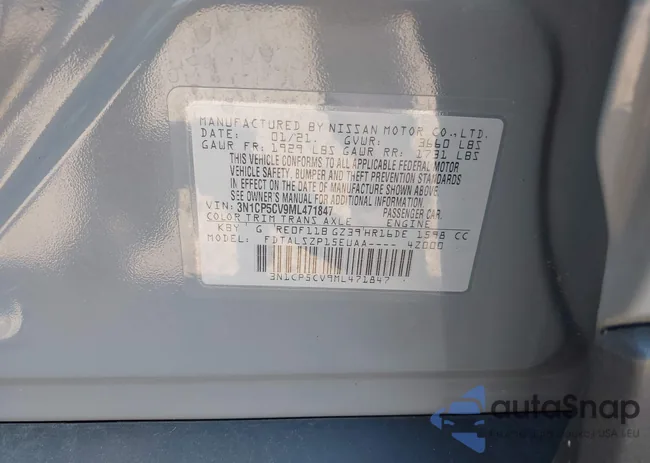 MANUFACTURED BY NISSAN MOTOR CO.,LTD.
DATE: 01/21. GVWR: 3660 LBS
GAWR FR: 1929 LBS GAWR RR: 1731 LBS
THIS VEHICLE CONFORMS TO ALL APPLICABLE FEDERAL MOTOR
VEHICLE SAFETY, BUMPER AND THEFT PREVENTION STANDARDS
IN EFFECT ON THE DATE OF MANUFACTURE SHOWN ABOVE.
SEE OWNER'S MANUAL OR
VIN: 3N1CP5CV9ML471847 PASSENGER CAR.
COLOR TRIM TRANS AXLE ENGINE
KBY G RE0F11B GZ39 HR16DE 1598 CC
MODEL: FDTALSZP15EUAA---- 42000
3N1CP5CV9ML471847
autoSnap